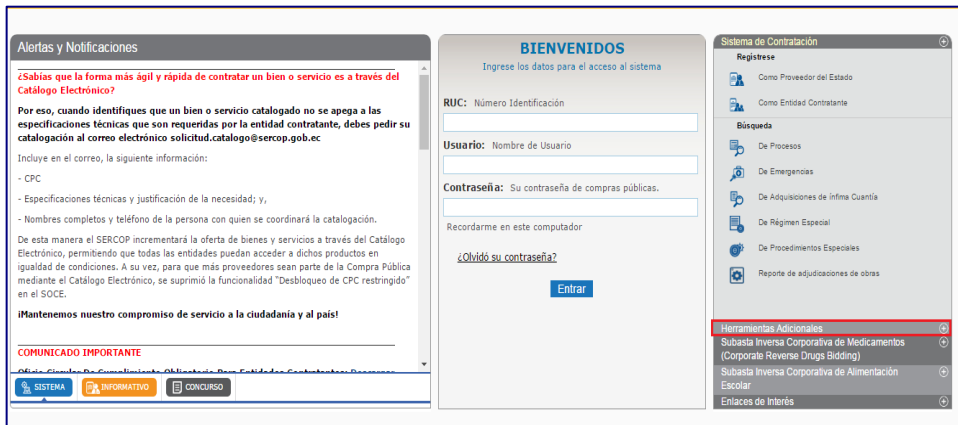 Alertas y Notificaciones
¿Sabías que la forma más ágil y rápida de contratar un bien o servicio es a través del
Catálogo Electrónico?
Por eso, cuando identifiques que un bien o servicio catalogado no se apega a las
especificaciones técnicas que son requeridas por la entidad contratante, debes pedir su
catalogación al correo electrónico solicitud.catalogo@sercop.gob.ec
Incluye en el correo, la siguiente información:
- CPC
- Especificaciones técnicas y justificación de la necesidad; y,
- Nombres completos y teléfono de la persona con quien se coordinará la catalogación.
De esta manera el SERCOP incrementará la oferta de bienes y servicios a través del Catálogo
Electrónico, permitiendo que todas las entidades puedan acceder a dichos productos en
igualdad de condiciones. A su vez, para que más proveedores sean parte de la Compra Pública
mediante el Catálogo Electrónico, se suprimió la funcionalidad "Desbloqueo de CPC restringido"
en el SOCE.
¡Mantenemos nuestro compromiso de servicio a la ciudadanía y al país!
COMUNICADO IMPORTANTE
Oficio Circular De Cumplimiento Obligatorio Para Entidades Contratantes: Descargar
SISTEMA
INFORMATIVO
CONCURSO
BIENVENIDOS
Ingrese los datos para el acceso al sistema
RUC: Número Identificación
Usuario: Nombre de Usuario
Contraseña: Su contraseña de compras públicas.
Recordarme en este computador
¿Olvidó su contraseña?
Entrar
Sistema de Contratación
Regístrese
Como Proveedor del Estado
Como Entidad Contratante
Búsqueda
De Procesos
De Emergencias
De Adquisiciones de ínfima Cuantía
De Régimen Especial
De Procedimientos Especiales
Reporte de adjudicaciones de obras
Herramientas Adicionales
Subasta Inversa Corporativa de Medicamentos
(Corporate Reverse Drugs Bidding)
Subasta Inversa Corporativa de Alimentación
Escolar
Enlaces de Interés